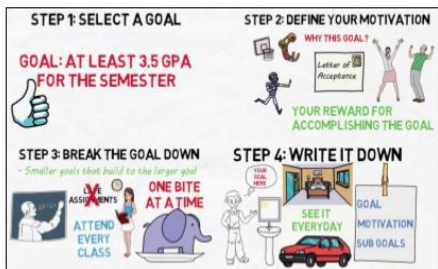 STEP 1: SELECT A GOAL
GOAL: AT LEAST 3.5 GPA
FOR THE SEMESTER
STEP 2: DEFINE YOUR MOTIVATION
WHY THIS GOAL?
Letter of
Acceptance
YOUR REWARD FOR
ACCOMPLISHING THE GOAL
STEP 3: BREAK THE GOAL DOWN
- Smaller goals that build to the larger goal
ASSIGNMENTS
ONE BITE
AT A TIME
ATTEND
EVERY
CLASS
STEP 4: WRITE IT DOWN
YOUR
GOAL
HERE
SEE IT
EVERYDAY
GOAL
MOTIVATION
SUB GOALS